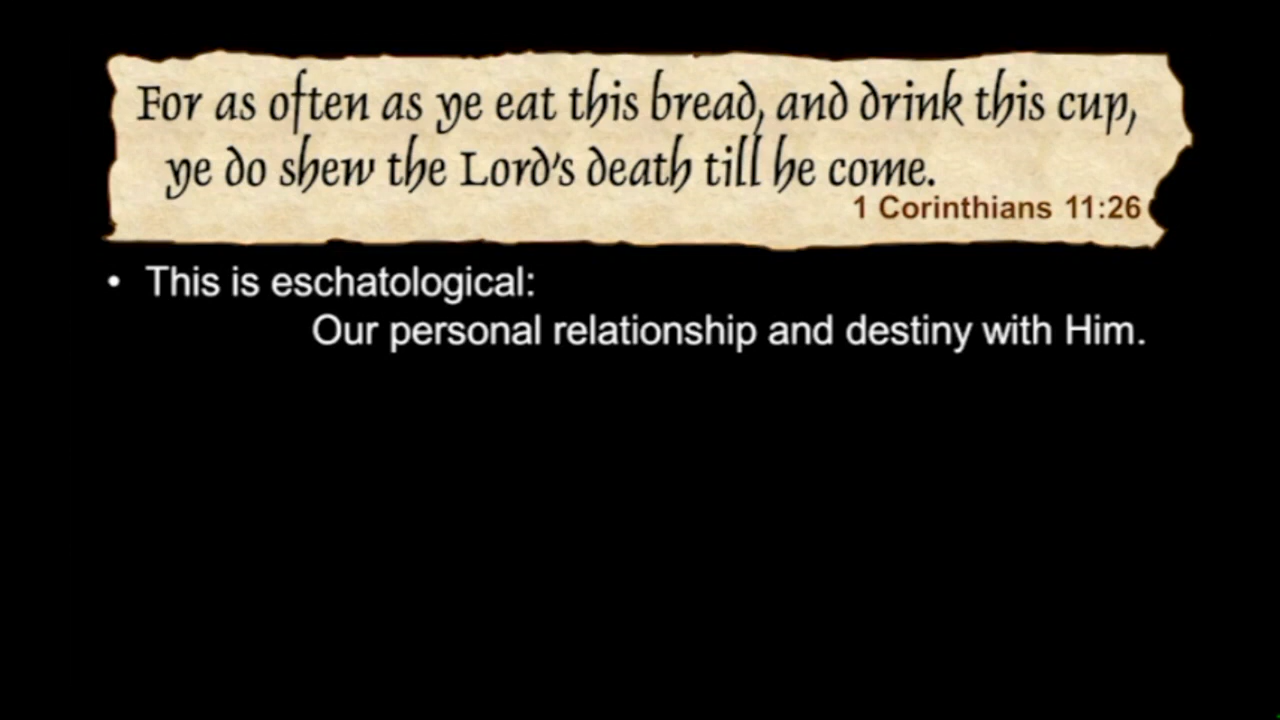 For as often as ye eat this bread, and drink this cup,
ye do shew the Lord's death till he come.
1 Corinthians 11:26
• This is eschatological:
Our personal relationship and destiny with Him.